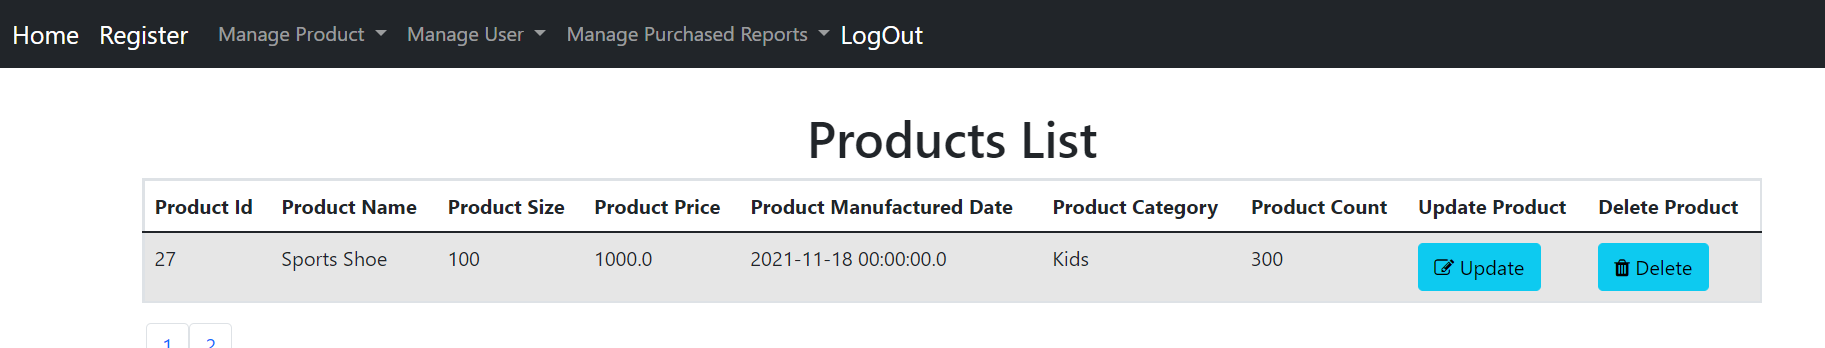 Home Register Manage Product Manage User Manage Purchased Reports LogOut
Products List
Product Id Product Name Product Size Product Price Product Manufactured Date Product Category Product Count Update Product Delete Product
27 Sports Shoe 100 1000.0 2021-11-18 00:00:00.0 Kids 300 Update Delete
1 2